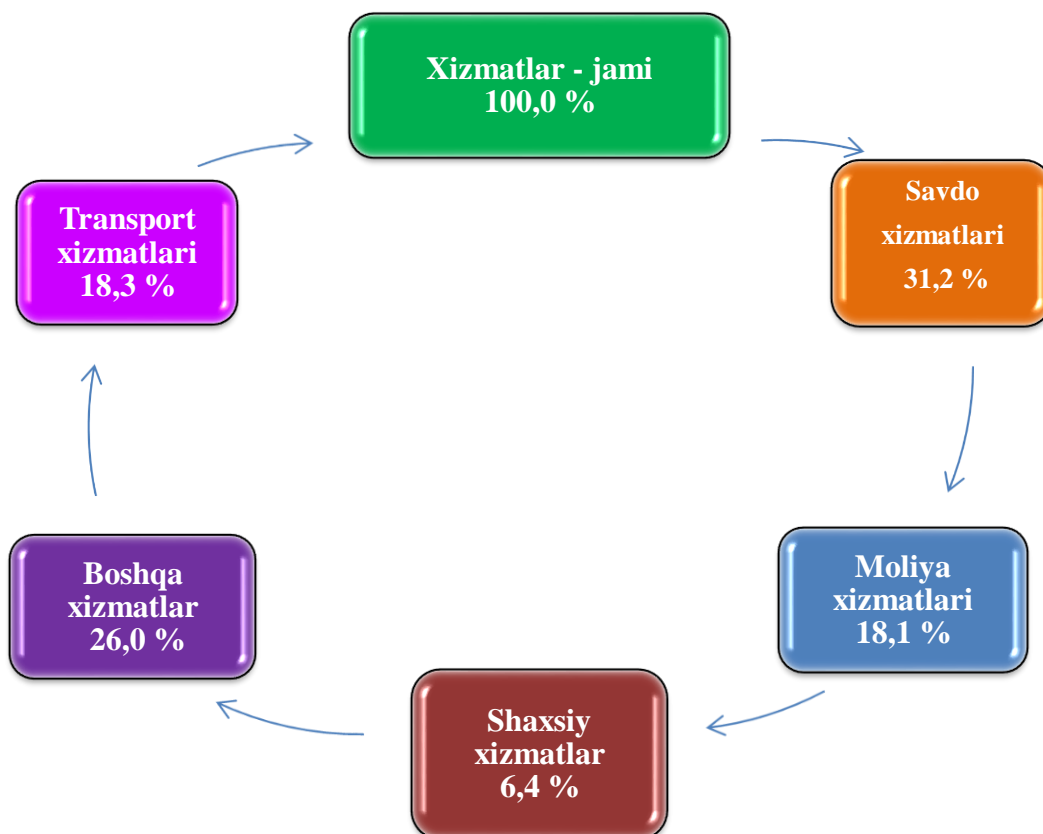 Xizmatlar - jami
100,0 %
Savdo
xizmatlari
31,2 %
Moliya
xizmatlari
18,1 %
Shaxsiy
xizmatlar
6,4 %
Boshqa
xizmatlar
26,0 %
Transport
xizmatlari
18,3 %